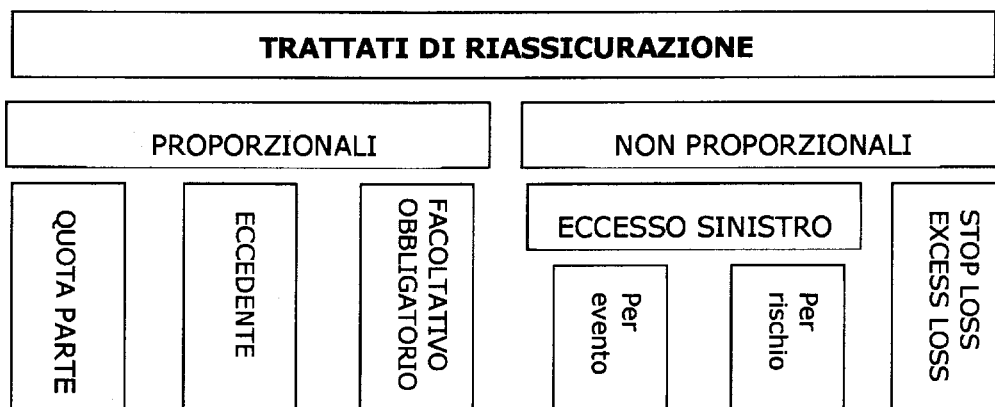 TRATTATI DI RIASSICURAZIONE
PROPORZIONALI
NON PROPORZIONALI
QUOTA PARTE
ECCEDENTE
FACOLTATIVO
OBBLIGATORIO
ECCESSO SINISTRO
Per
evento
Per
rischio
STOP LOSS
EXCESS LOSS